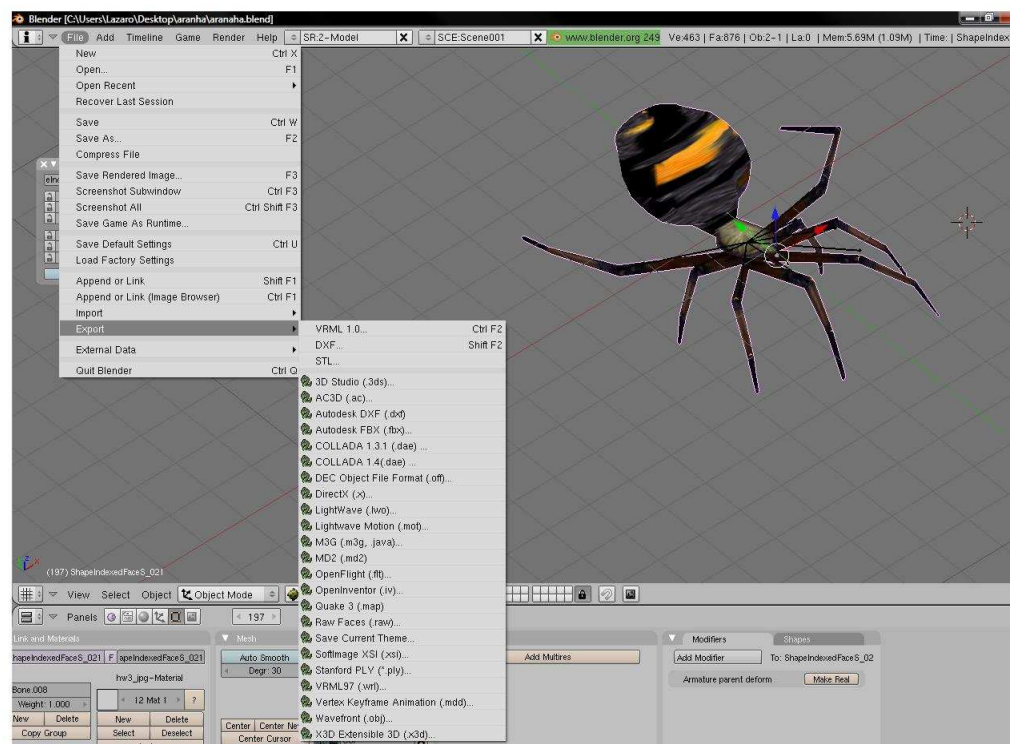 Blender [C:\Users\Lazaro\Desktop\aranha\aranaha.blend]
File Add Timeline Game Render Help SR:2-Model X SCE:Scene001 X www.blender.org 249 Ve:463 | Fa:876 | Ob:2-1 | La:0 | Mem:5.69M (1.09M) | Time: | ShapeIndex
New Ctrl X
Open... F1
Open Recent
Recover Last Session
Save Ctrl W
Save As... F2
Compress File
Save Rendered Image... F3
Screenshot Subwindow Ctrl F3
Screenshot All Ctrl Shift F3
Save Game As Runtime...
Save Default Settings Ctrl U
Load Factory Settings
Append or Link Shift F1
Append or Link (Image Browser) Ctrl F1
Import
Export
External Data
Quit Blender Ctrl Q
VRML 1.0... Ctrl F2
DXF... Shift F2
STL...
3D Studio (.3ds)...
AC3D (.ac)...
Autodesk DXF (.dxf)
Autodesk FBX (.fbx)...
COLLADA 1.3.1 (.dae) ...
COLLADA 1.4(.dae) ...
DEC Object File Format (.off)...
DirectX (.x)...
LightWave (.lwo)...
Lightwave Motion (.mot)...
M3G (.m3g, .java)...
MD2 (.md2)
OpenFlight (.flt)...
OpenInventor (.iv)...
Quake 3 (.map)
Raw Faces (.raw)...
Save Current Theme...
SoftImage XSI (.xsi)...
Stanford PLY (*.ply)...
VRML97 (.wrl)...
Vertex Keyframe Animation (.mdd)...
Wavefront (.obj)...
X3D Extensible 3D (.x3d)...
(197) ShapeIndexedFaceS_021
View Select Object Object Mode
Panels 197
Link and Materials Mesh Modifiers Shapes
hapeIndexedFaceS_021 F apeIndexedFaceS_021 Auto Smooth Add Multires Add Modifier To: ShapeIndexedFaceS_02
Degr: 30
hw3_jpg-Material Armature parent deform Make Real
Bone.008
Weight: 1.000 12 Mat 1 ?
New Delete New Delete
Copy Group Select Deselect
Center Center Ne
Center Cursor